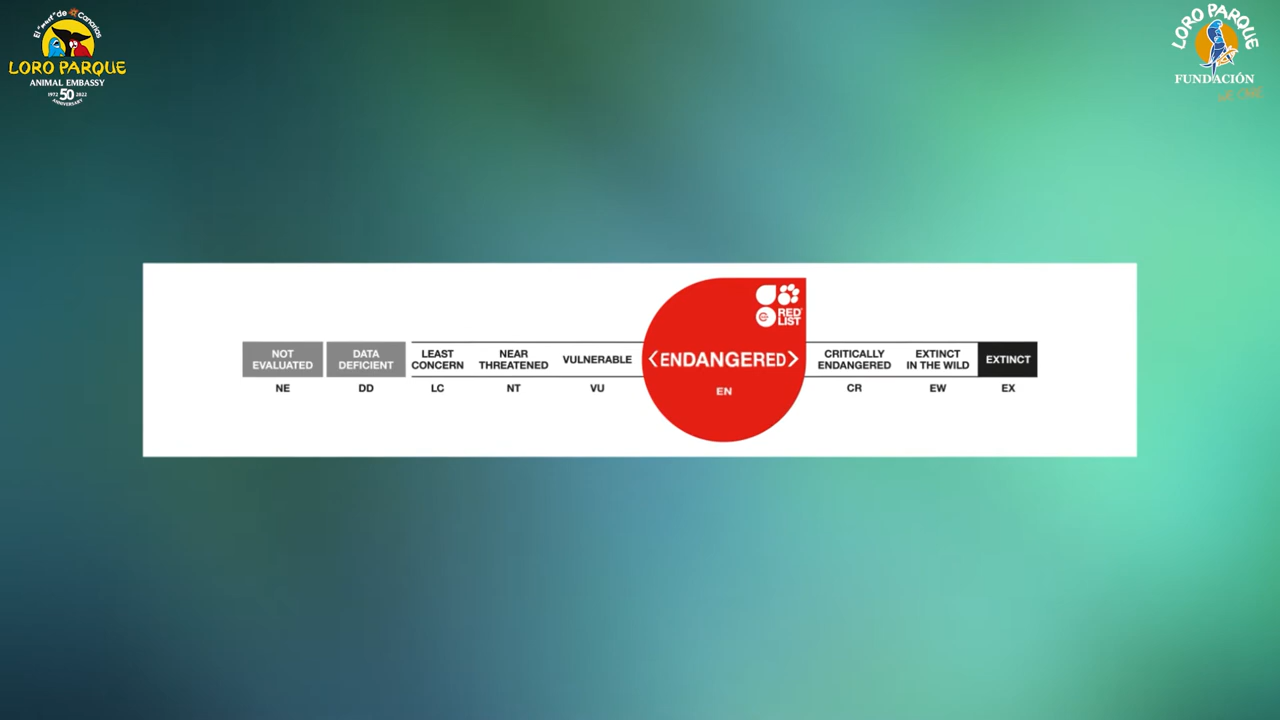 El "must" de Canarias
LORO PARQUE
ANIMAL EMBASSY
1972 50 2022
ANNIVERSARY
LORO PARQUE
FUNDACIÓN
RED
LIST
NOT
EVALUATED
NE
DATA
DEFICIENT
DD
LEAST
CONCERN
LC
NEAR
THREATENED
NT
VULNERABLE
VU
<ENDANGERED>
EN
CRITICALLY
ENDANGERED
CR
EXTINCT
IN THE WILD
EW
EXTINCT
EX